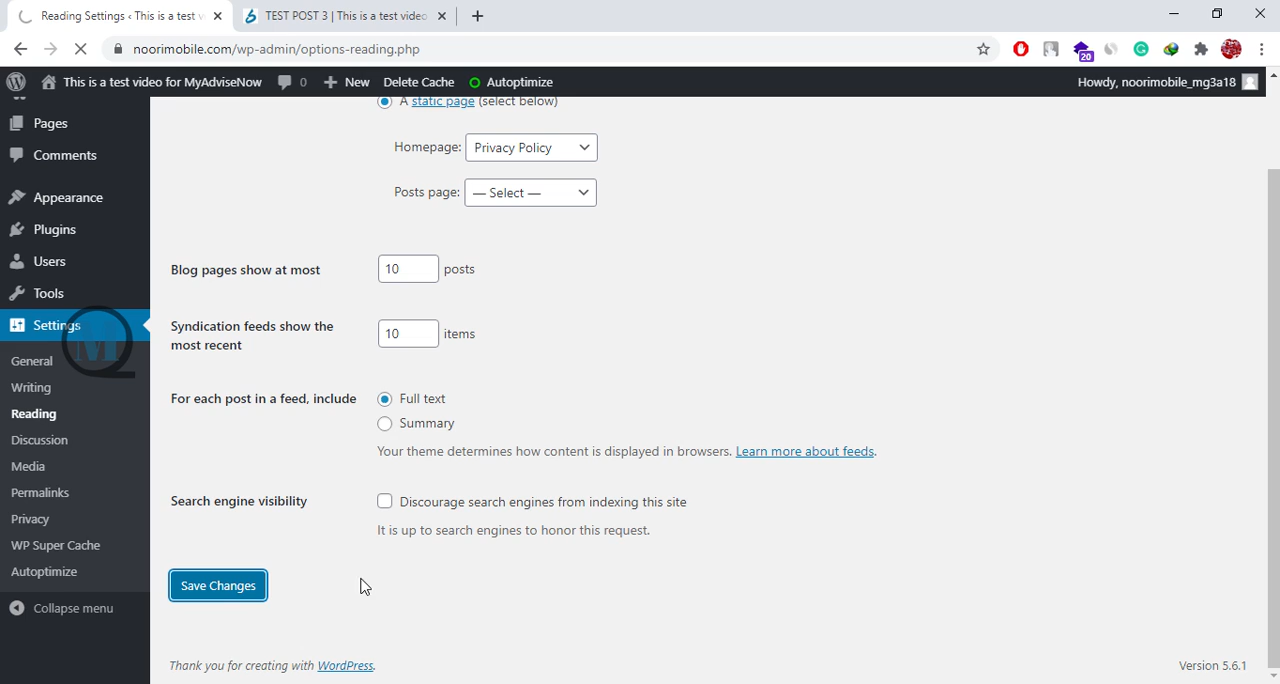 Reading Settings ‹ This is a test v
TEST POST 3 | This is a test video
noorimobile.com/wp-admin/options-reading.php
20
This is a test video for MyAdviseNow 0 New Delete Cache Autoptimize Howdy, noorimobile_mg3a18
Pages
Comments
Appearance
Plugins
Users
Tools
Settings
General
Writing
Reading
Discussion
Media
Permalinks
Privacy
WP Super Cache
Autoptimize
Collapse menu
A static page (select below)
Homepage: Privacy Policy
Posts page: — Select —
Blog pages show at most 10 posts
Syndication feeds show the
most recent
10 items
For each post in a feed, include Full text
Summary
Your theme determines how content is displayed in browsers. Learn more about feeds.
Search engine visibility Discourage search engines from indexing this site
It is up to search engines to honor this request.
Save Changes
Thank you for creating with WordPress. Version 5.6.1